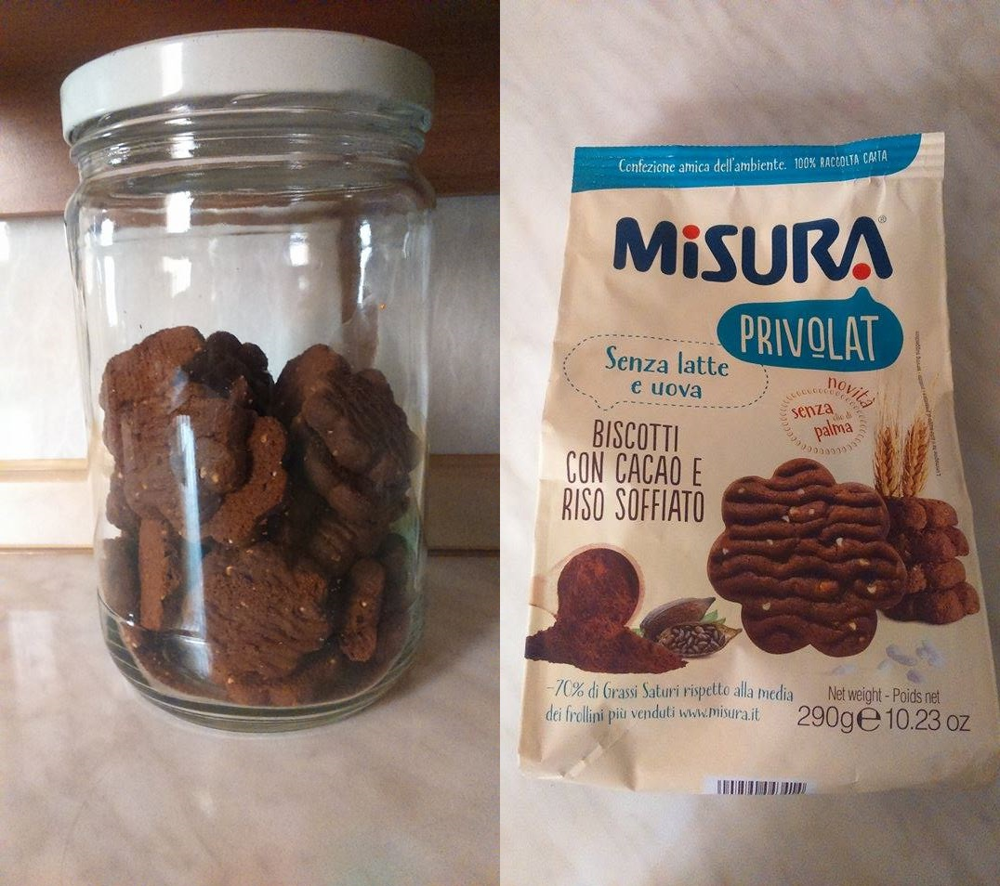 Confezione amica dell'ambiente. 100% RACCOLTA CARTA
MiSURA®
PRIVOLAT
Senza latte
e uova
novità
senza
olio di
palma
BISCOTTI
CON CACAO E
RISO SOFFIATO
-70% di Grassi Saturi rispetto alla media
dei frollini più venduti www.misura.it
Net weight - Poids net
290g e 10.23 oz